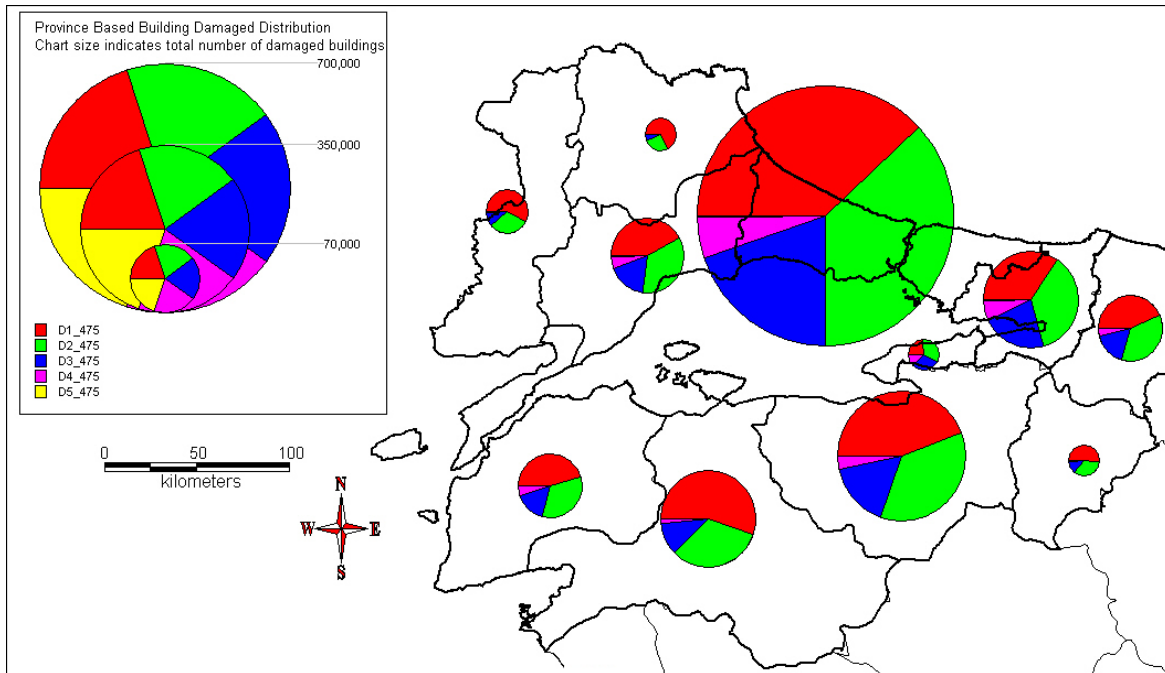 Province Based Building Damaged Distribution
Chart size indicates total number of damaged buildings
700,000
350,000
70,000
D1_475
D2_475
D3_475
D4_475
D5_475
0 50 100
kilometers
N
W E
S